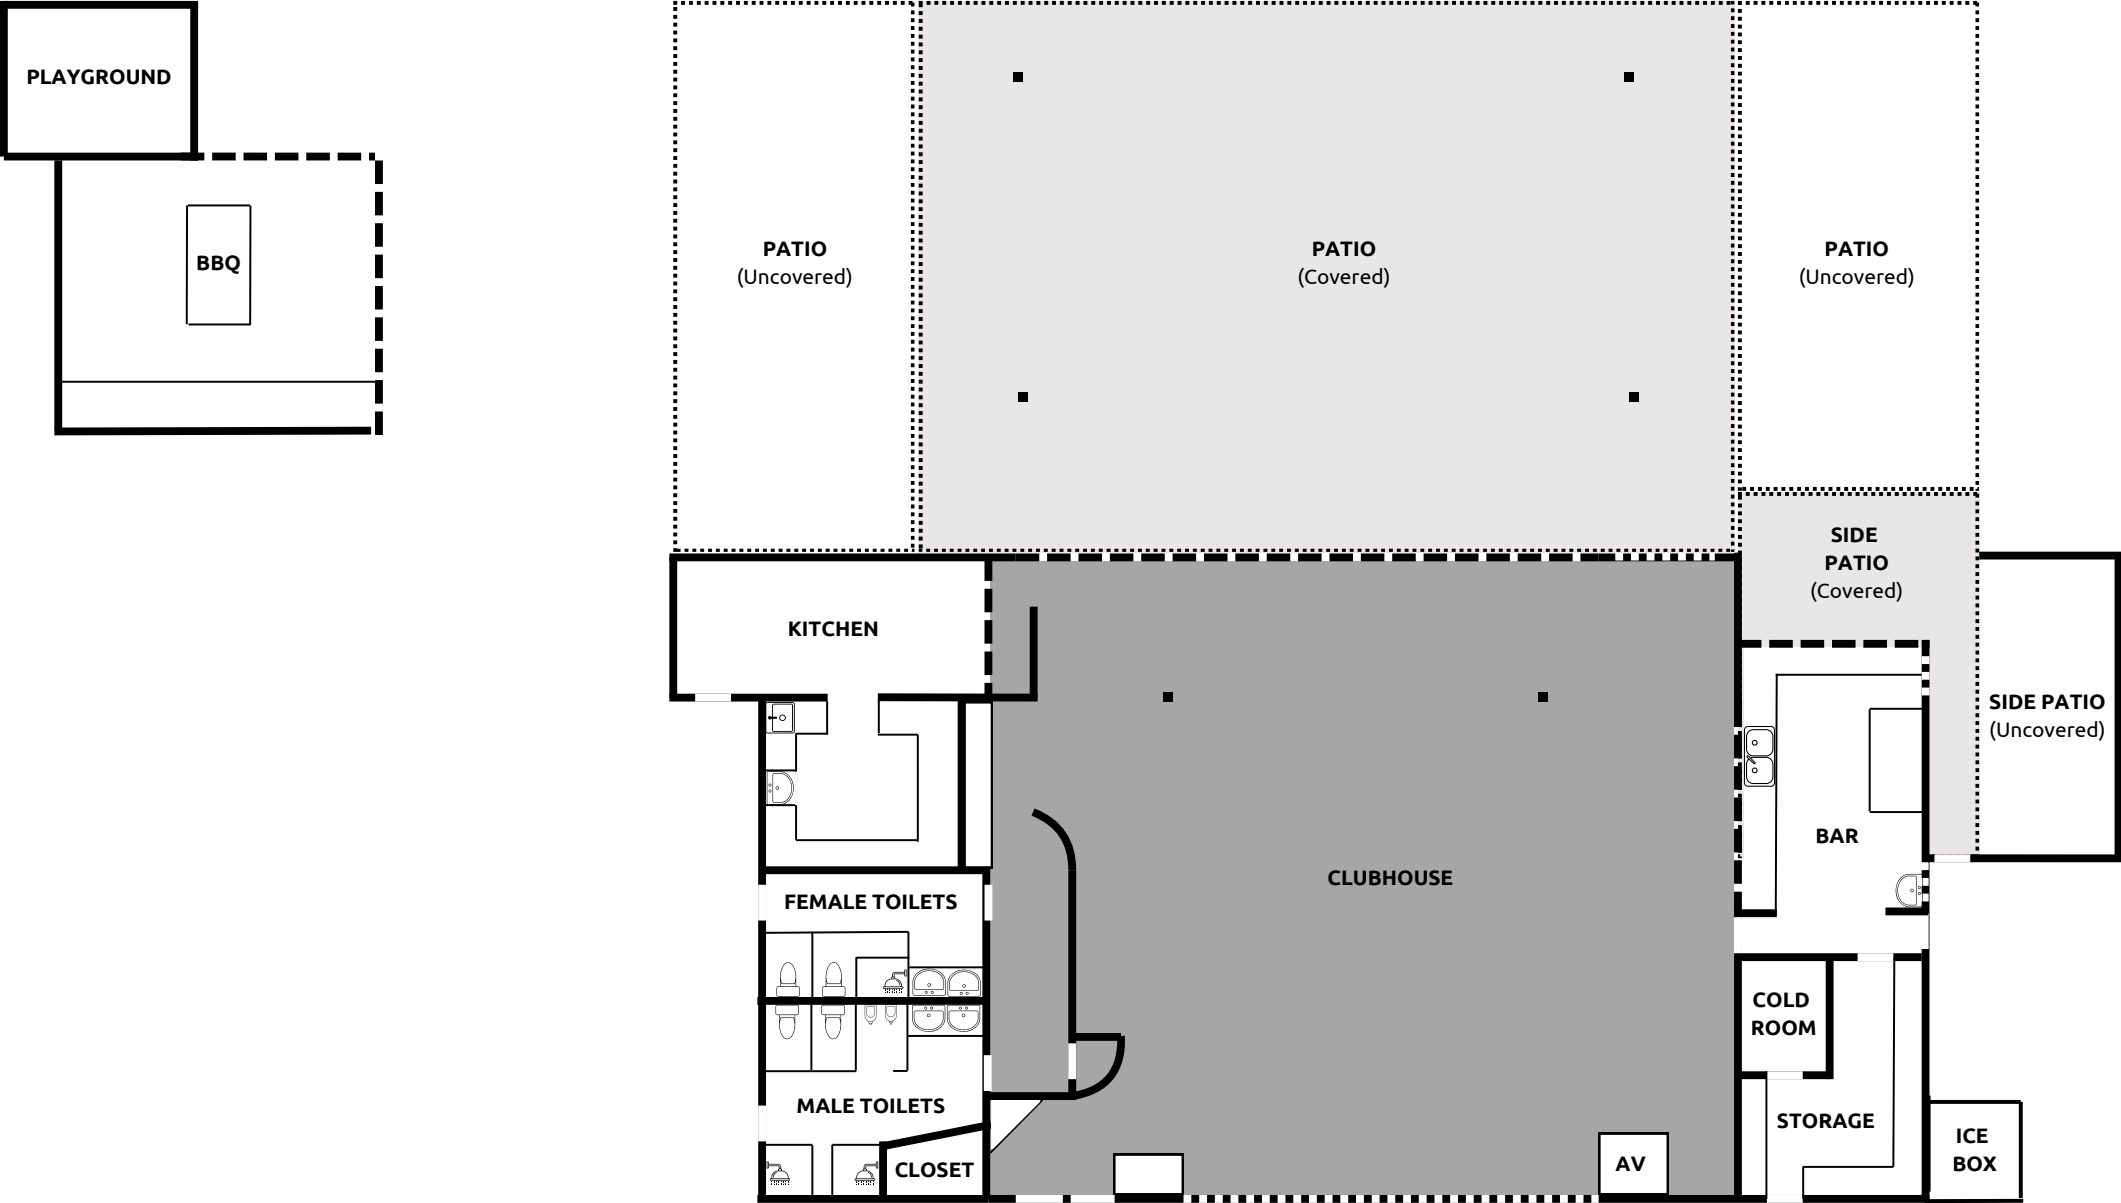 PLAYGROUND
BBQ
PATIO
(Uncovered)
PATIO
(Covered)
PATIO
(Uncovered)
SIDE
PATIO
(Covered)
SIDE PATIO
(Uncovered)
KITCHEN
BAR
CLUBHOUSE
FEMALE TOILETS
COLD
ROOM
MALE TOILETS
STORAGE
ICE
BOX
CLOSET
AV